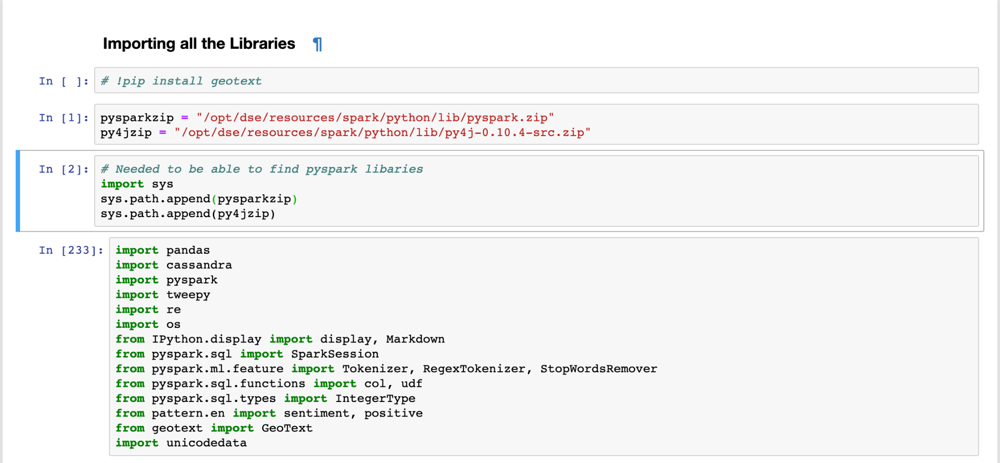 Importing all the Libraries ¶
In [ ]: # !pip install geotext
In [1]: pysparkzip = "/opt/dse/resources/spark/python/lib/pyspark.zip"
py4jzip = "/opt/dse/resources/spark/python/lib/py4j-0.10.4-src.zip"
In [2]: # Needed to be able to find pyspark libaries
import sys
sys.path.append(pysparkzip)
sys.path.append(py4jzip)
In [233]: import pandas
import cassandra
import pyspark
import tweepy
import re
import os
from IPython.display import display, Markdown
from pyspark.sql import SparkSession
from pyspark.ml.feature import Tokenizer, RegexTokenizer, StopWordsRemover
from pyspark.sql.functions import col, udf
from pyspark.sql.types import IntegerType
from pattern.en import sentiment, positive
from geotext import GeoText
import unicodedata